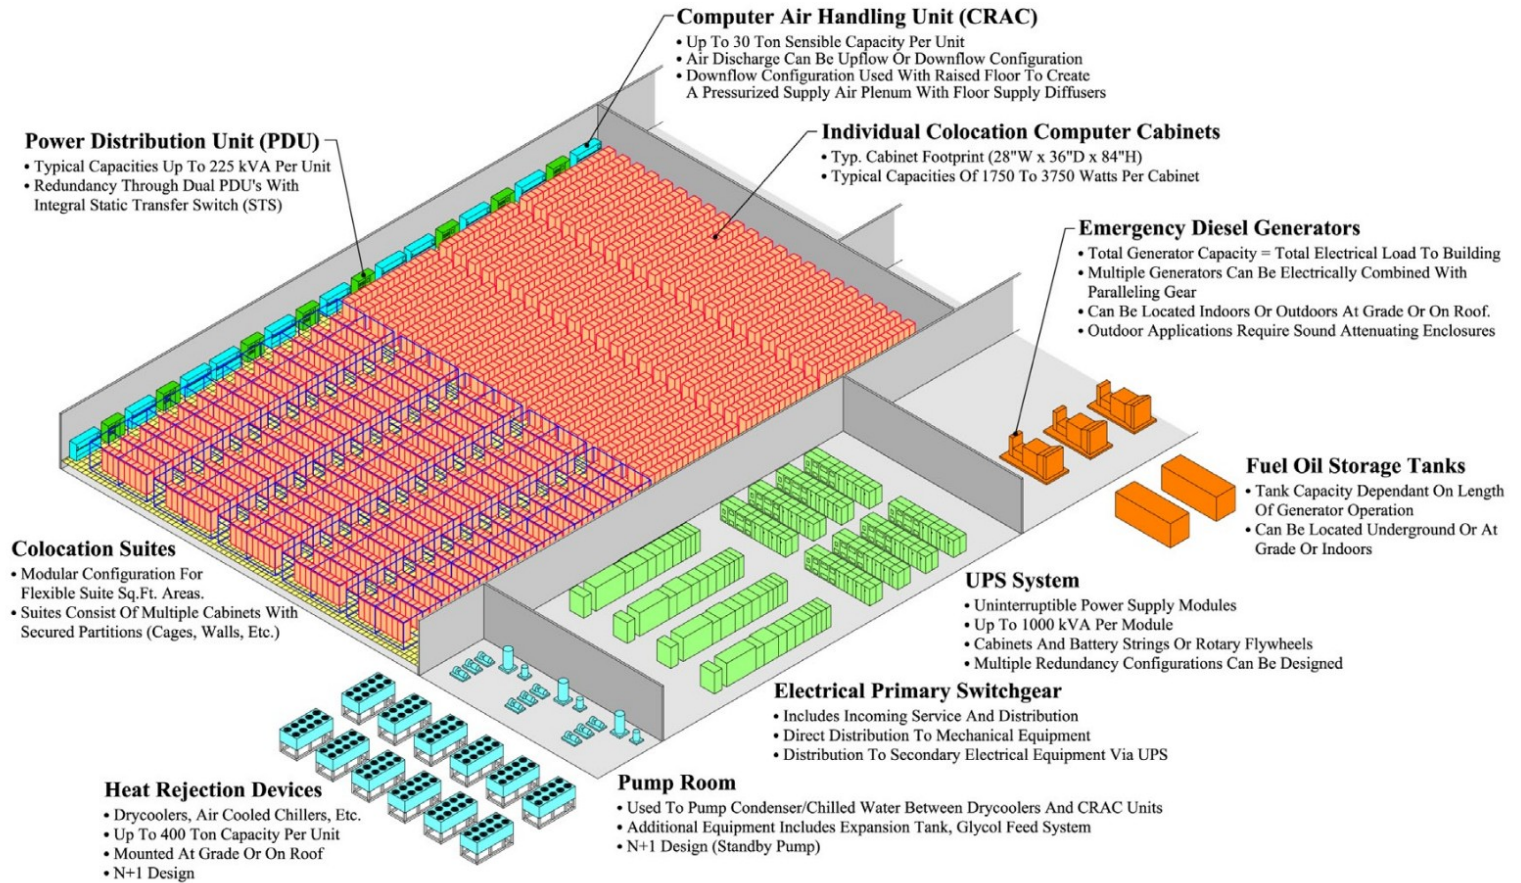 Computer Air Handling Unit (CRAC)
• Up To 30 Ton Sensible Capacity Per Unit
• Air Discharge Can Be Upflow Or Downflow Configuration
• Downflow Configuration Used With Raised Floor To Create
A Pressurized Supply Air Plenum With Floor Supply Diffusers
Power Distribution Unit (PDU)
• Typical Capacities Up To 225 kVA Per Unit
• Redundancy Through Dual PDU's With
Integral Static Transfer Switch (STS)
Individual Colocation Computer Cabinets
• Typ. Cabinet Footprint (28"W x 36"D x 84"H)
• Typical Capacities Of 1750 To 3750 Watts Per Cabinet
Emergency Diesel Generators
• Total Generator Capacity = Total Electrical Load To Building
• Multiple Generators Can Be Electrically Combined With
Paralleling Gear
• Can Be Located Indoors Or Outdoors At Grade Or On Roof.
• Outdoor Applications Require Sound Attenuating Enclosures
Fuel Oil Storage Tanks
• Tank Capacity Dependant On Length
Of Generator Operation
• Can Be Located Underground Or At
Grade Or Indoors
Colocation Suites
• Modular Configuration For
Flexible Suite Sq.Ft. Areas.
• Suites Consist Of Multiple Cabinets With
Secured Partitions (Cages, Walls, Etc.)
UPS System
• Uninterruptible Power Supply Modules
• Up To 1000 kVA Per Module
• Cabinets And Battery Strings Or Rotary Flywheels
• Multiple Redundancy Configurations Can Be Designed
Electrical Primary Switchgear
• Includes Incoming Service And Distribution
• Direct Distribution To Mechanical Equipment
• Distribution To Secondary Electrical Equipment Via UPS
Pump Room
• Used To Pump Condenser/Chilled Water Between Drycoolers And CRAC Units
• Additional Equipment Includes Expansion Tank, Glycol Feed System
• N+1 Design (Standby Pump)
Heat Rejection Devices
• Drycoolers, Air Cooled Chillers, Etc.
• Up To 400 Ton Capacity Per Unit
• Mounted At Grade Or On Roof
• N+1 Design